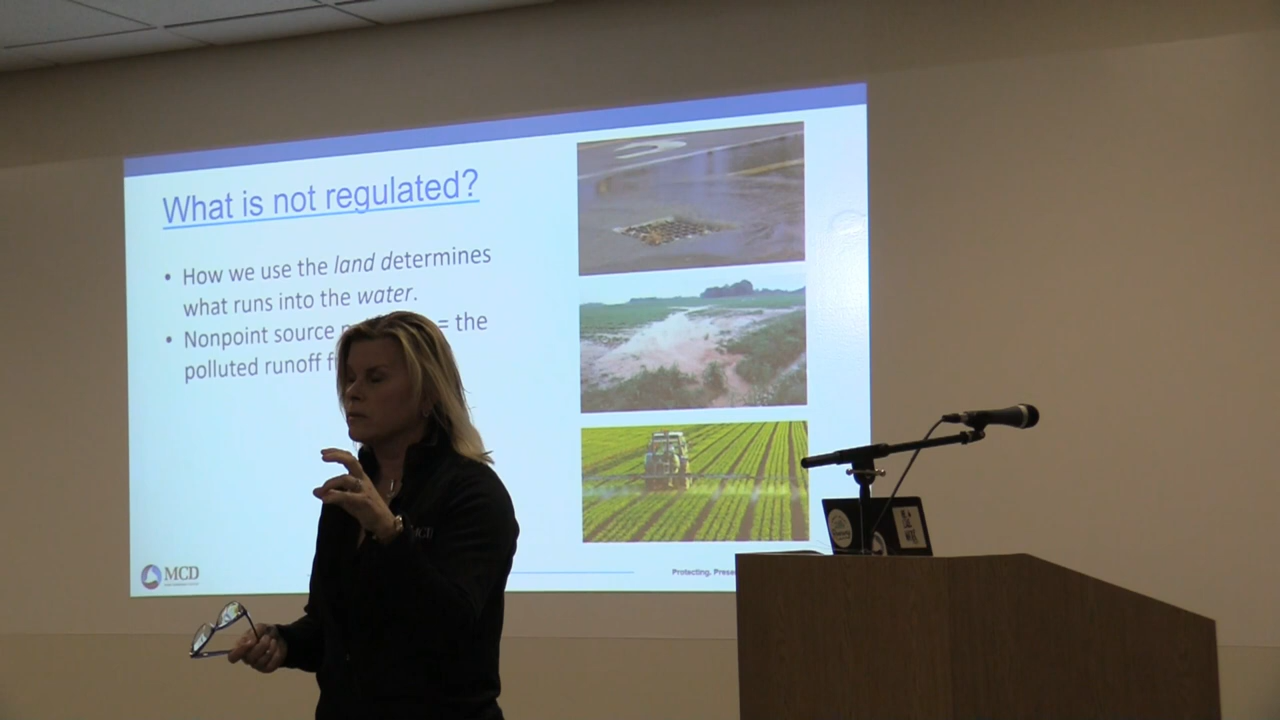 What is not regulated?
• How we use the land determines
what runs into the water.
• Nonpoint source = the
polluted runoff
MCD
Protecting. Prese
MCD